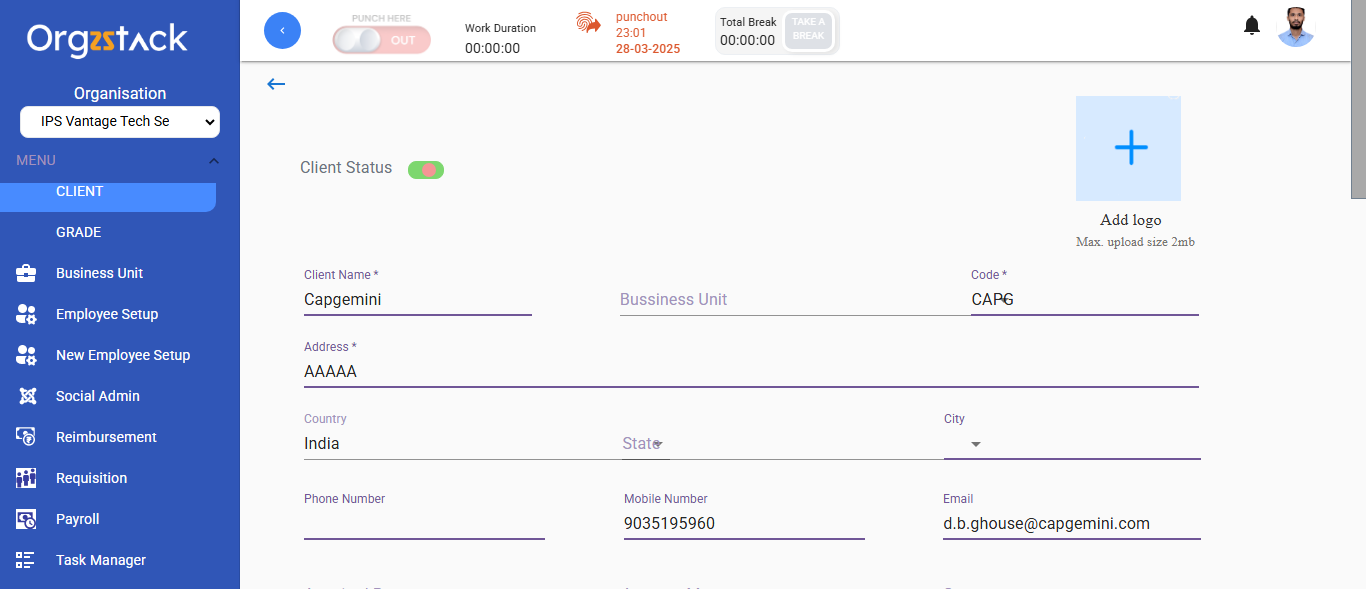 Orgzstack
Organisation
IPS Vantage Tech Se
MENU
CLIENT
GRADE
Business Unit
Employee Setup
New Employee Setup
Social Admin
Reimbursement
Requisition
Payroll
Task Manager
PUNCH HERE
OUT
Work Duration
00:00:00
punchout
23:01
28-03-2025
Total Break
00:00:00
TAKE A
BREAK
Client Status
Add logo
Max. upload size 2mb
Client Name *
Capgemini
Bussiness Unit
Code *
CAPG
Address *
AAAAA
Country
India
State
City
Phone Number
Mobile Number
9035195960
Email
d.b.ghouse@capgemini.com